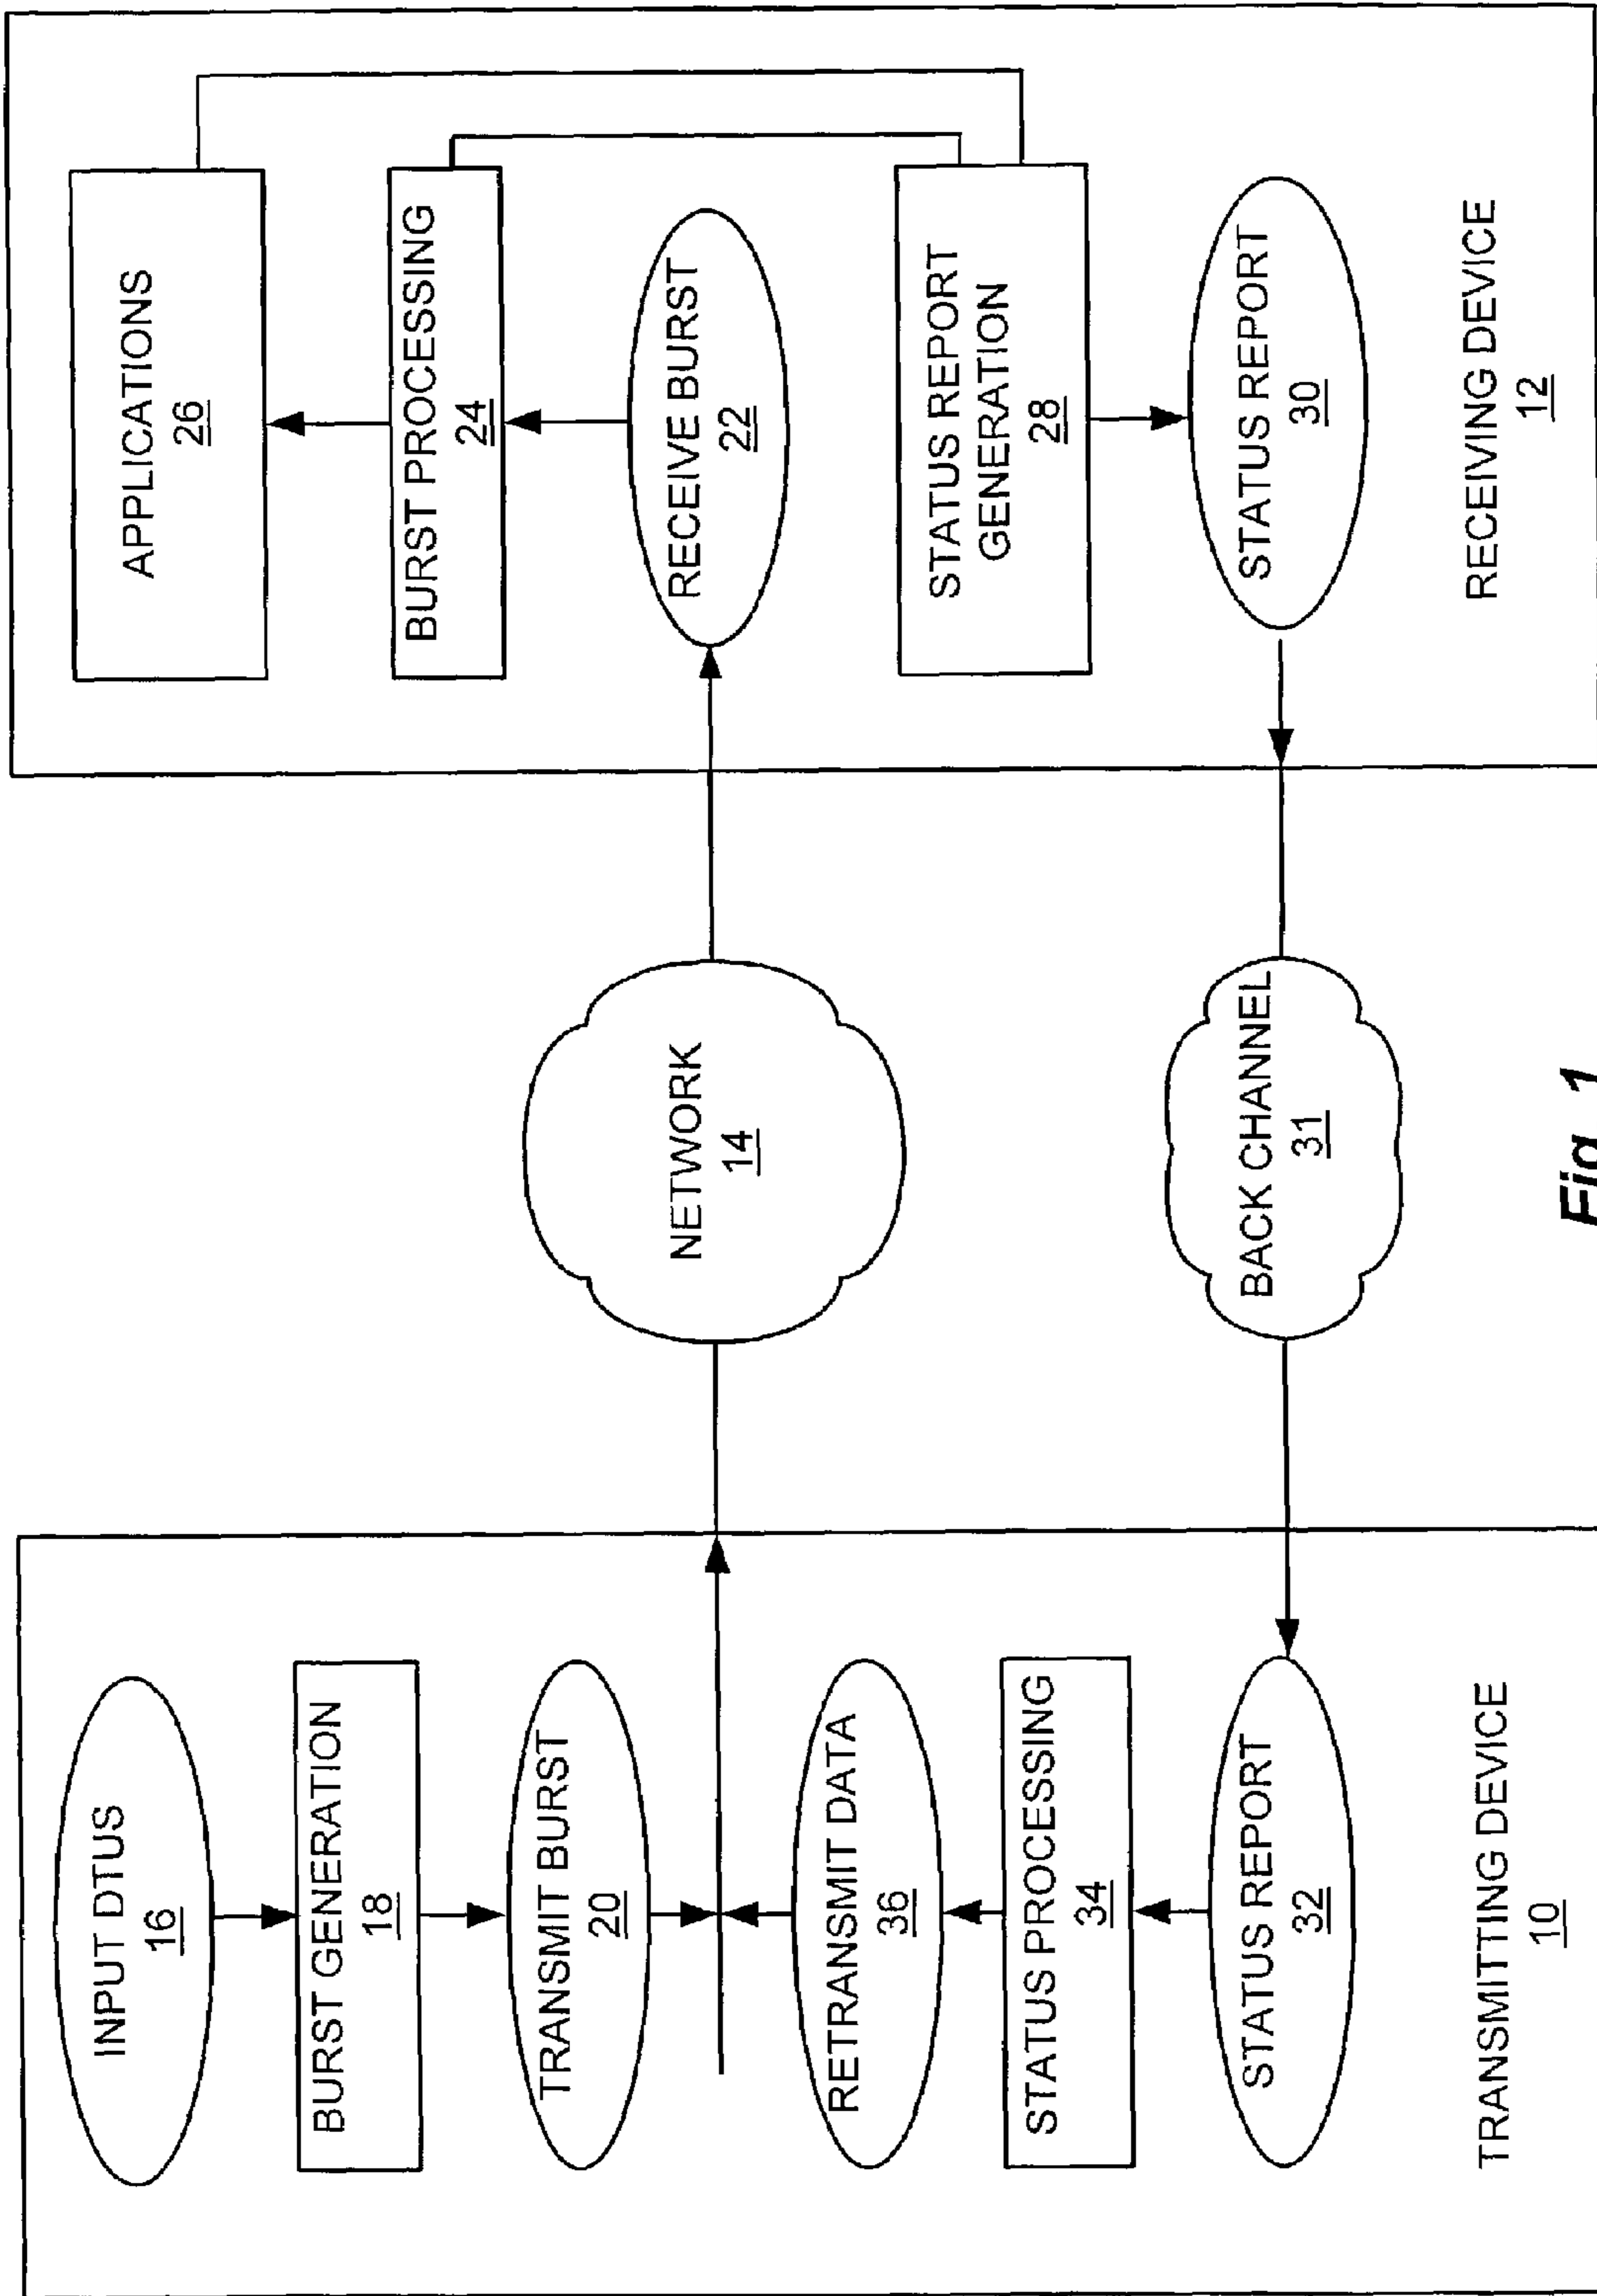 INPUT DTUS
16
BURST GENERATION
18
TRANSMIT BURST
20
RETRANSMIT DATA
36
STATUS PROCESSING
34
STATUS REPORT
32
TRANSMITTING DEVICE
10
NETWORK
14
BACK CHANNEL
31
APPLICATIONS
26
BURST PROCESSING
24
RECEIVE BURST
22
STATUS REPORT
GENERATION
28
STATUS REPORT
30
RECEIVING DEVICE
12
Fig. 1